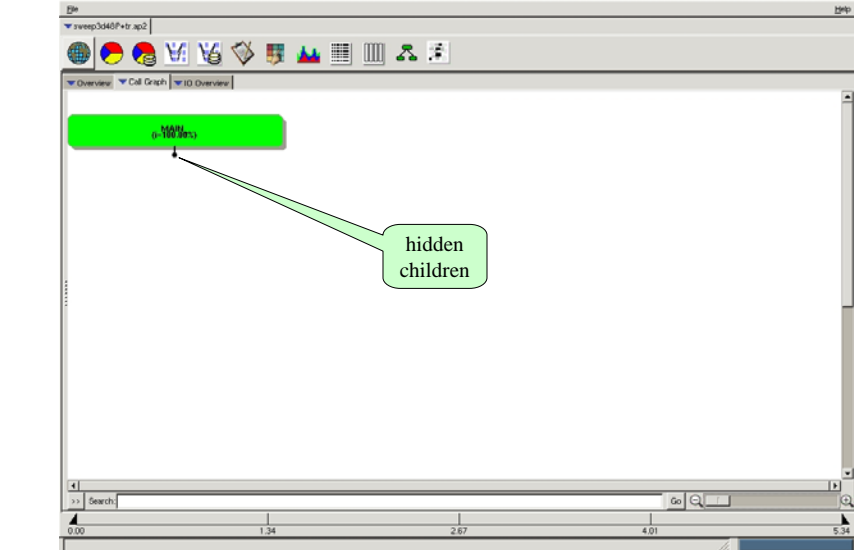 File Help
sweep3d48P+tr.ap2
Overview Call Graph IO Overview
MAIN
hidden
children
>> Search: Go
0.00 1.34 2.67 4.01 5.34